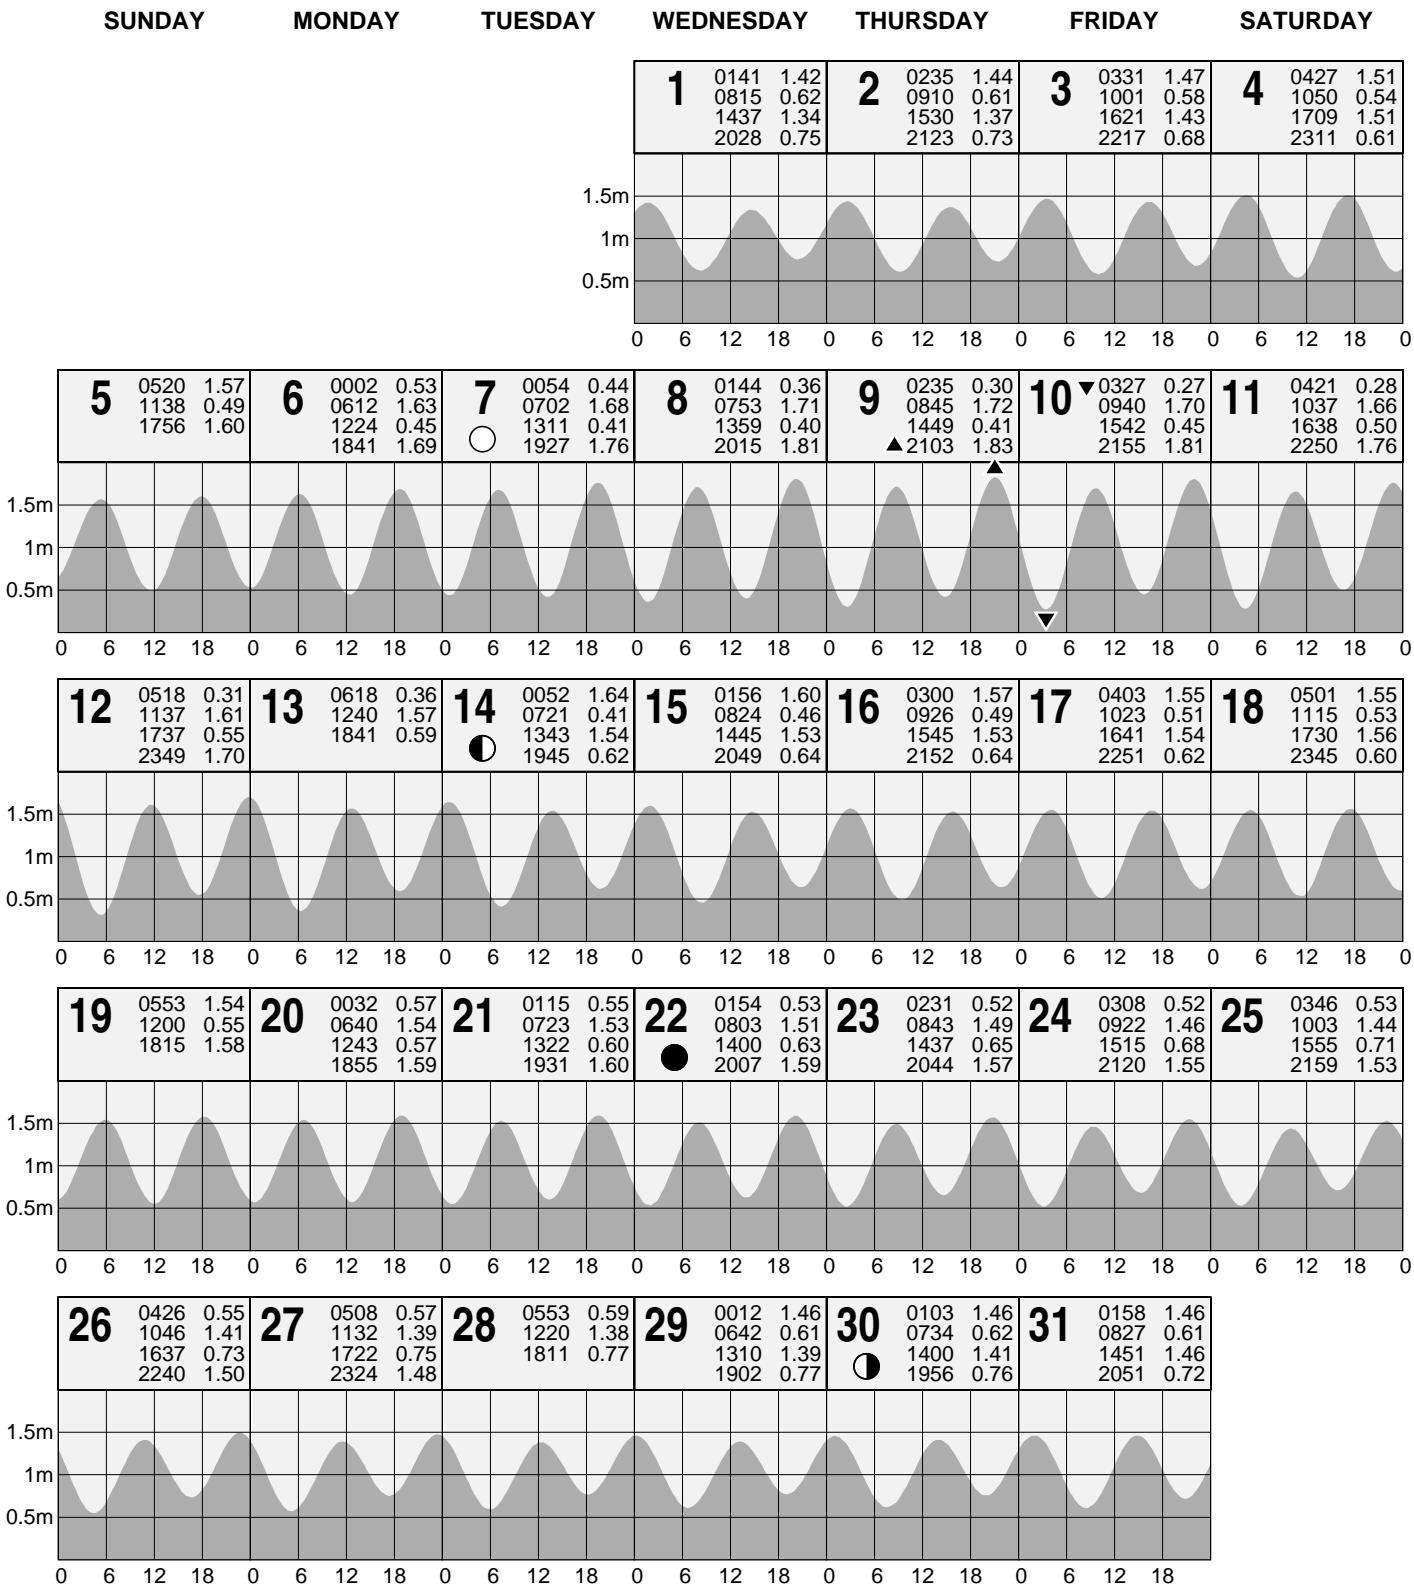 SUNDAY MONDAY TUESDAY WEDNESDAY THURSDAY FRIDAY SATURDAY
1 0141 1.42 2 0235 1.44 3 0331 1.47 4 0427 1.51
0815 0.62 0910 0.61 1001 0.58 1050 0.54
1437 1.34 1530 1.37 1621 1.43 1709 1.51
2028 0.75 2123 0.73 2217 0.68 2311 0.61
1.5m
1m
0.5m
0 6 12 18 0 6 12 18 0 6 12 18 0 6 12 18 0
5 0520 1.57 6 0002 0.53 7 0054 0.44 8 0144 0.36 9 0235 0.30 10 0327 0.27 11 0421 0.28
1138 0.49 0612 1.63 0702 1.68 0753 1.71 0845 1.72 0940 1.70 1037 1.66
1756 1.60 1224 0.45 1311 0.41 1359 0.40 1449 0.41 1542 0.45 1638 0.50
1841 1.69 1927 1.76 2015 1.81 2103 1.83 2155 1.81 2250 1.76
1.5m
1m
0.5m
0 6 12 18 0 6 12 18 0 6 12 18 0 6 12 18 0 6 12 18 0 6 12 18 0 6 12 18 0
12 0518 0.31 13 0618 0.36 14 0052 1.64 15 0156 1.60 16 0300 1.57 17 0403 1.55 18 0501 1.55
1137 1.61 1240 1.57 0721 0.41 0824 0.46 0926 0.49 1023 0.51 1115 0.53
1737 0.55 1841 0.59 1343 1.54 1445 1.53 1545 1.53 1641 1.54 1730 1.56
2349 1.70 1945 0.62 2049 0.64 2152 0.64 2251 0.62 2345 0.60
1.5m
1m
0.5m
0 6 12 18 0 6 12 18 0 6 12 18 0 6 12 18 0 6 12 18 0 6 12 18 0 6 12 18 0
19 0553 1.54 20 0032 0.57 21 0115 0.55 22 0154 0.53 23 0231 0.52 24 0308 0.52 25 0346 0.53
1200 0.55 0640 1.54 0723 1.53 0803 1.51 0843 1.49 0922 1.46 1003 1.44
1815 1.58 1243 0.57 1322 0.60 1400 0.63 1437 0.65 1515 0.68 1555 0.71
1855 1.59 1931 1.60 2007 1.59 2044 1.57 2120 1.55 2159 1.53
1.5m
1m
0.5m
0 6 12 18 0 6 12 18 0 6 12 18 0 6 12 18 0 6 12 18 0 6 12 18 0 6 12 18 0
26 0426 0.55 27 0508 0.57 28 0553 0.59 29 0012 1.46 30 0103 1.46 31 0158 1.46
1046 1.41 1132 1.39 1220 1.38 0642 0.61 0734 0.62 0827 0.61
1637 0.73 1722 0.75 1811 0.77 1310 1.39 1400 1.41 1451 1.46
2240 1.50 2324 1.48 1902 0.77 1956 0.76 2051 0.72
1.5m
1m
0.5m
0 6 12 18 0 6 12 18 0 6 12 18 0 6 12 18 0 6 12 18 0 6 12 18